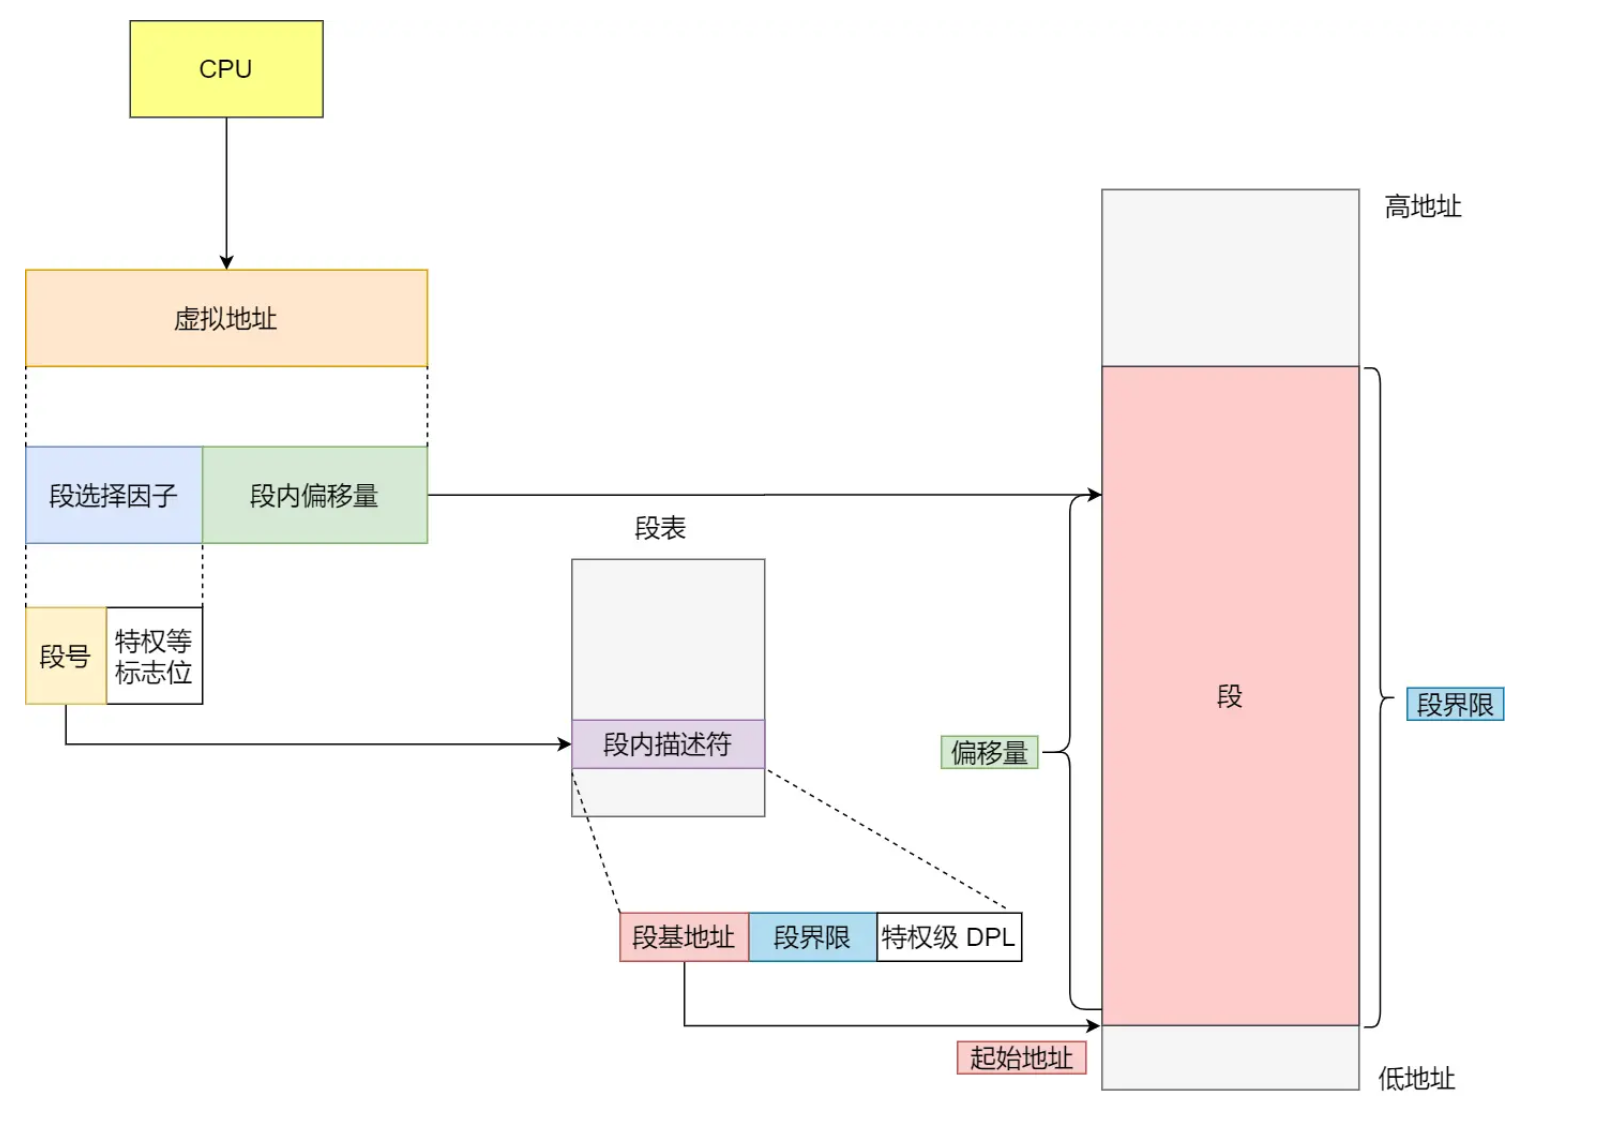 CPU
高地址
虚拟地址
段选择因子
段内偏移量
段表
段号
特权等
标志位
段内描述符
偏移量
段
段界限
段基地址
段界限
特权级 DPL
起始地址
低地址